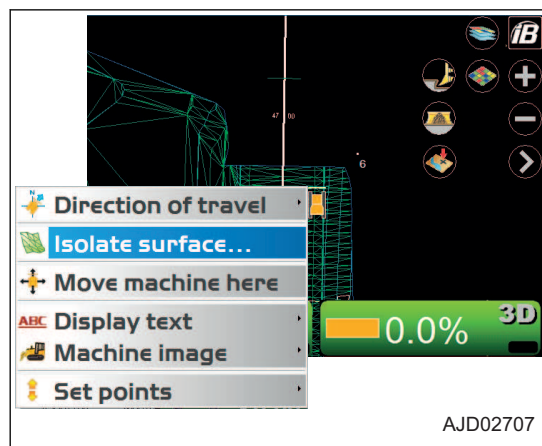 iB
47 00
6
N
Direction of travel
Isolate surface...
Move machine here
ABC Display text
Machine image
Set points
0.0%
3D
AJD02707